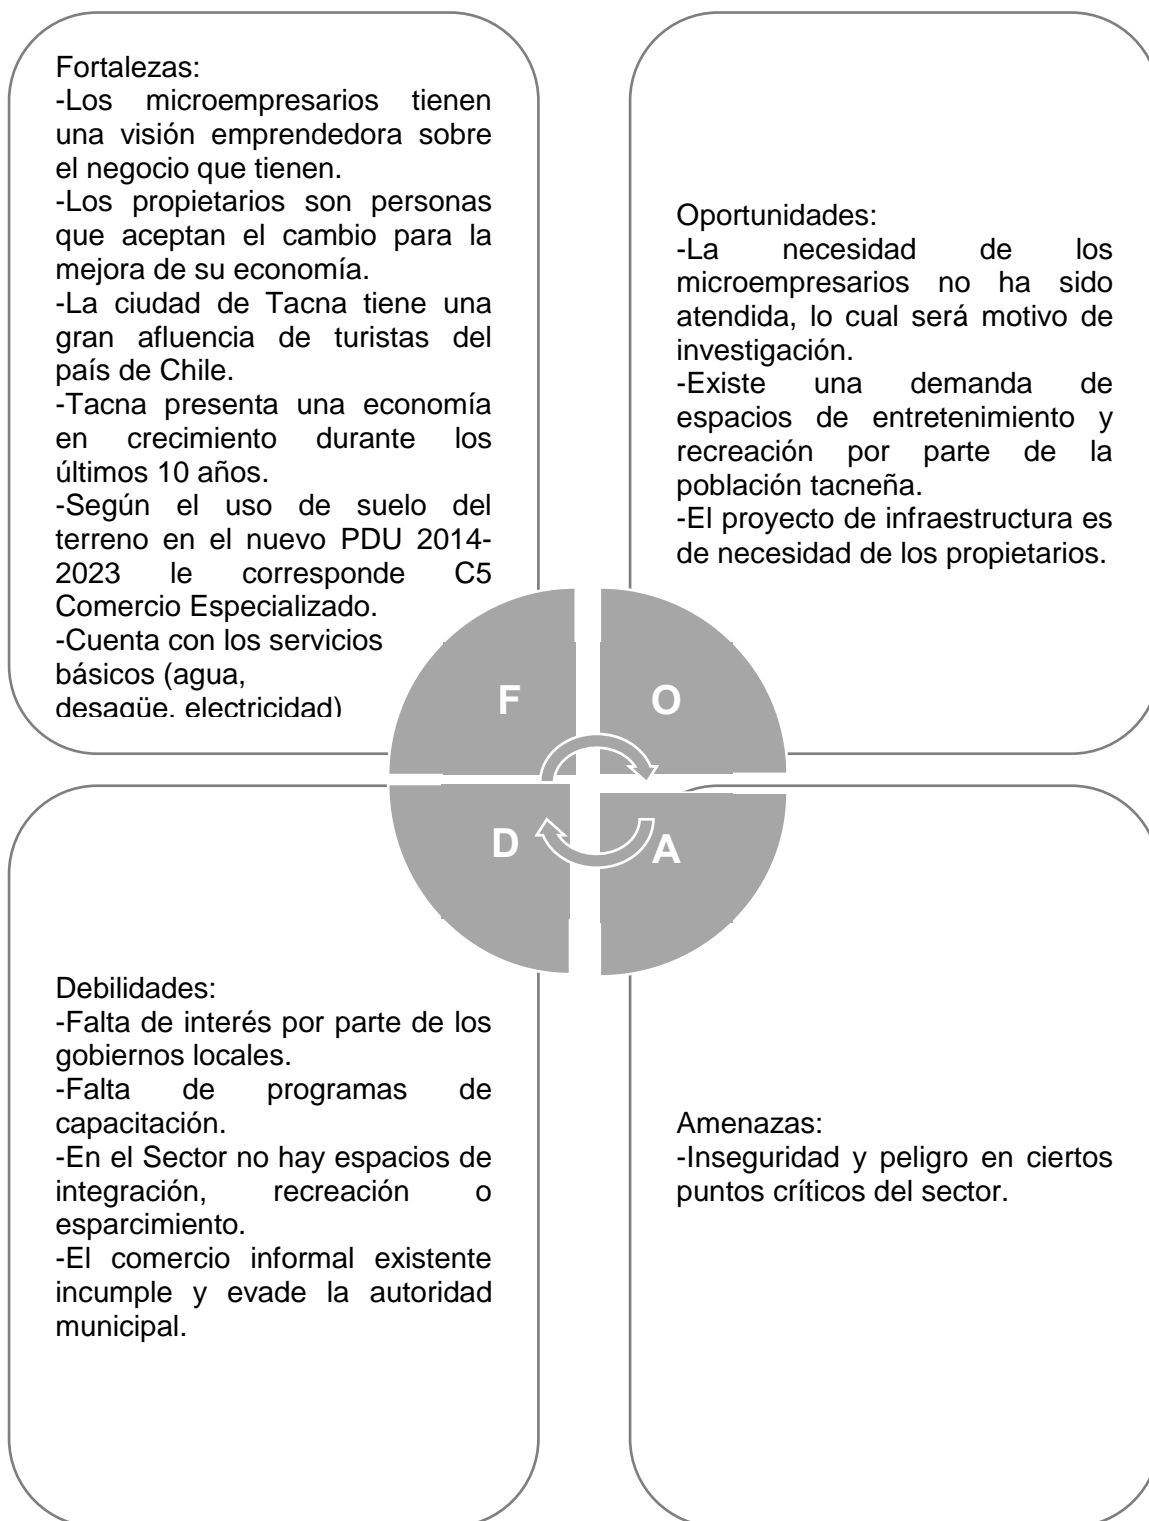 Fortalezas:
-Los microempresarios tienen
una visión emprendedora sobre
el negocio que tienen.
-Los propietarios son personas
que aceptan el cambio para la
mejora de su economía.
-La ciudad de Tacna tiene una
gran afluencia de turistas del
país de Chile.
-Tacna presenta una economía
en crecimiento durante los
últimos 10 años.
-Según el uso de suelo del
terreno en el nuevo PDU 2014-
2023 le corresponde C5
Comercio Especializado.
-Cuenta con los servicios
básicos (agua,
desagüe, electricidad)
Oportunidades:
-La necesidad de los
microempresarios no ha sido
atendida, lo cual será motivo de
investigación.
-Existe una demanda de
espacios de entretenimiento y
recreación por parte de la
población tacneña.
-El proyecto de infraestructura es
de necesidad de los propietarios.
F
O
D
A
Debilidades:
-Falta de interés por parte de los
gobiernos locales.
-Falta de programas de
capacitación.
-En el Sector no hay espacios de
integración, recreación o
esparcimiento.
-El comercio informal existente
incumple y evade la autoridad
municipal.
Amenazas:
-Inseguridad y peligro en ciertos
puntos críticos del sector.